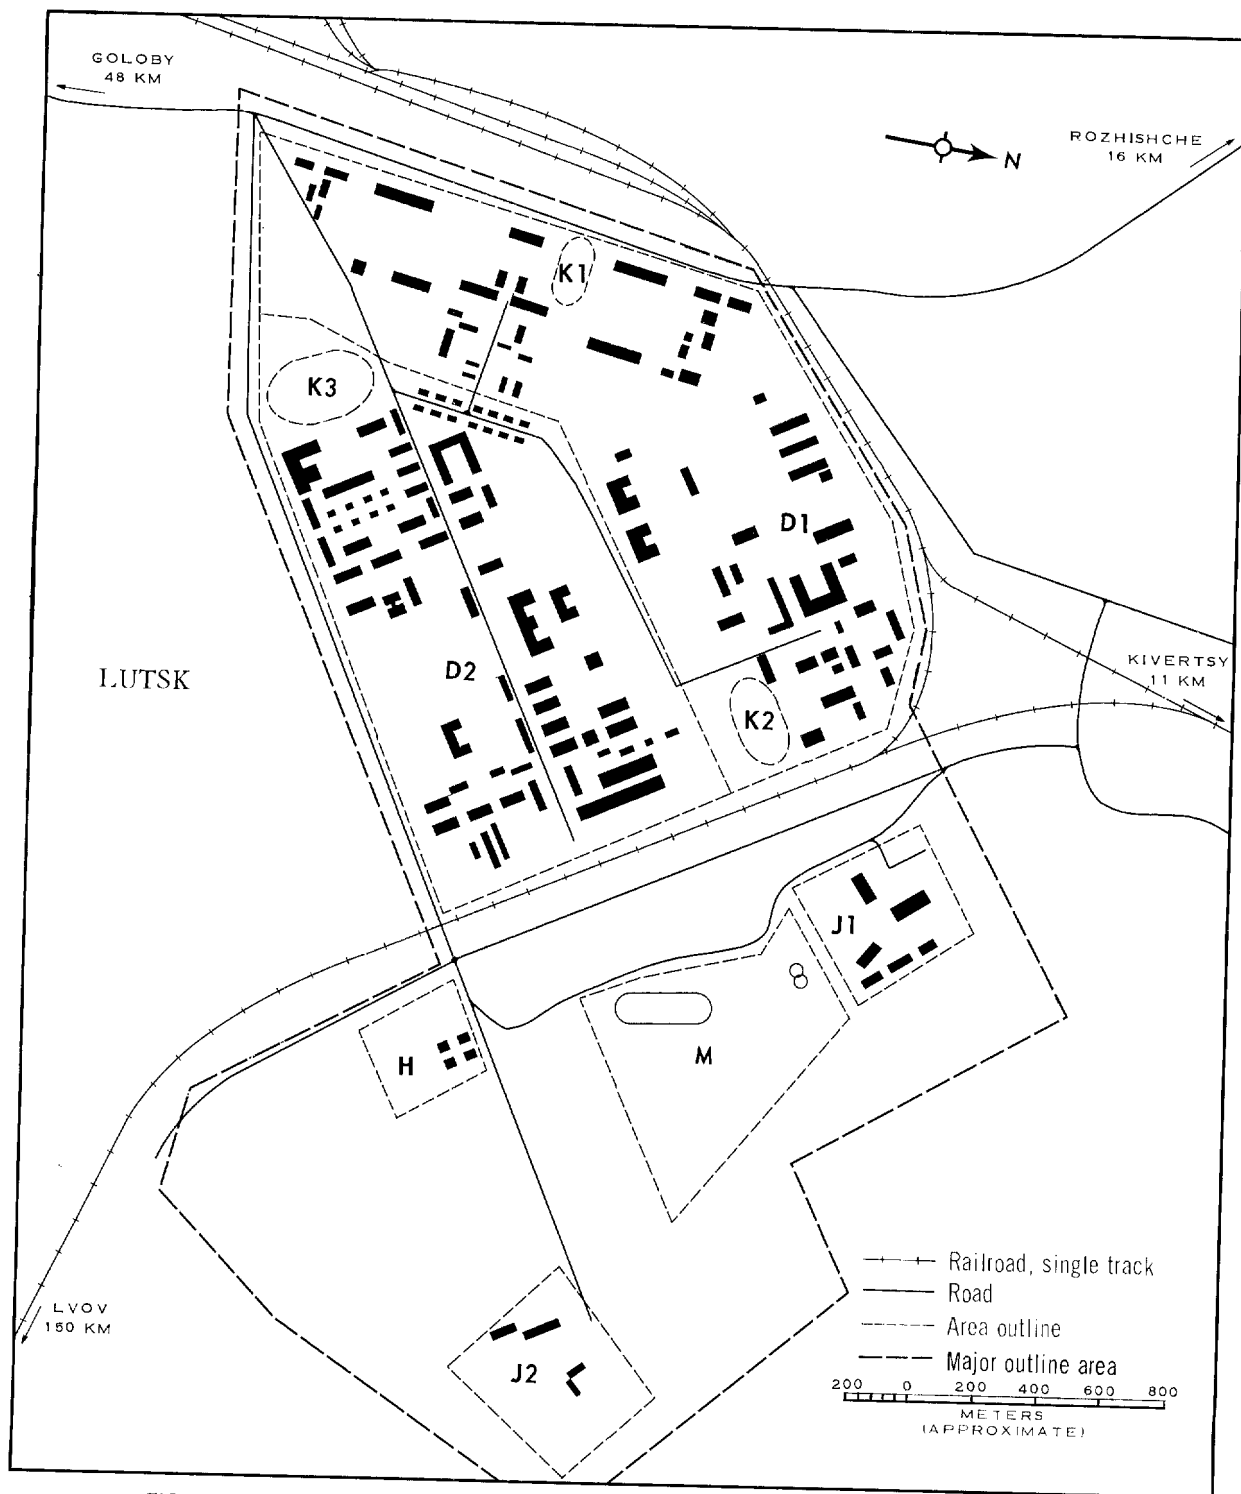 GOLOBY
48 KM
ROZHISHCHE
16 KM
N
K1
K3
D1
LUTSK
D2
K2
KIVERTSY
11 KM
J1
H
M
LVOV
150 KM
J2
Railroad, single track
Road
Area outline
Major outline area
200 0 200 400 600 800
METERS
(APPROXIMATE)